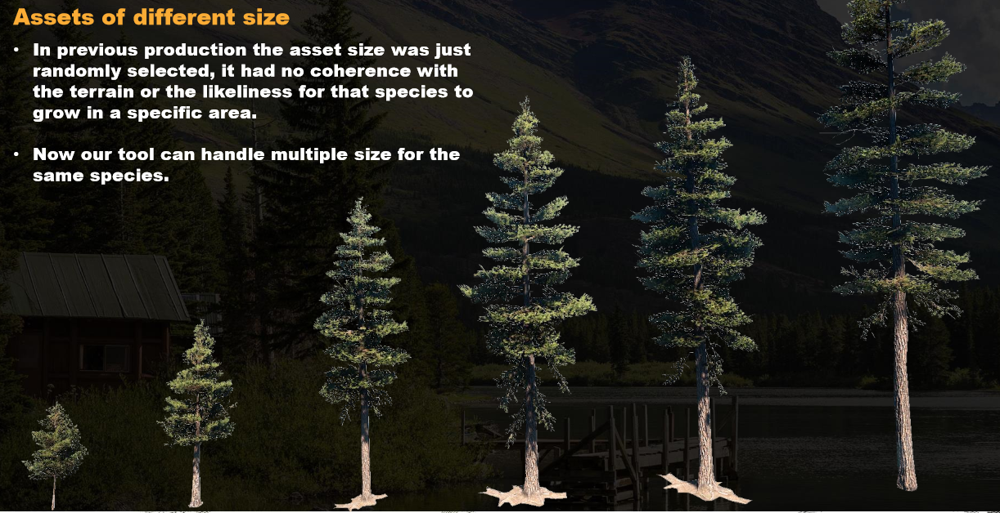 Assets of different size
• In previous production the asset size was just
randomly selected, it had no coherence with
the terrain or the likeliness for that species to
grow in a specific area.
• Now our tool can handle multiple size for the
same species.